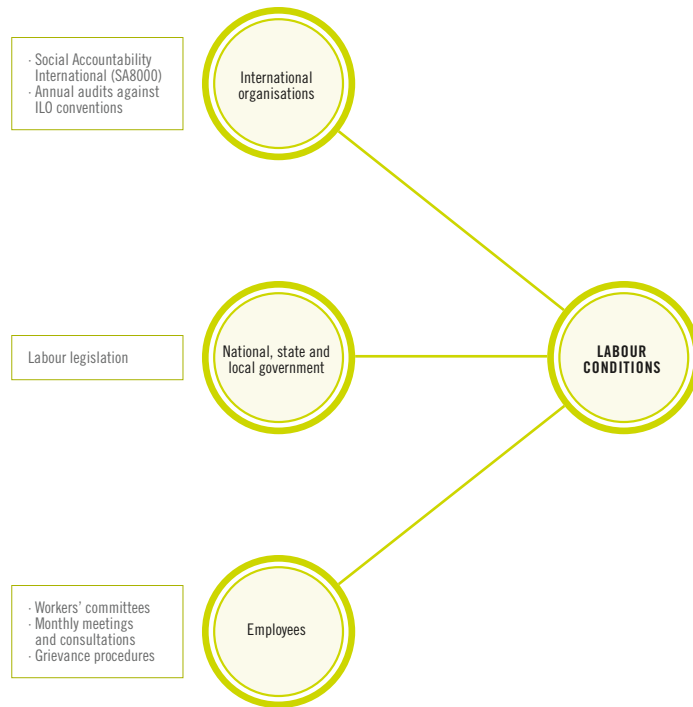 · Social Accountability
International (SA8000)
· Annual audits against
ILO conventions
International
organisations
Labour legislation
National, state and
local government
LABOUR
CONDITIONS
· Workers’ committees
· Monthly meetings
and consultations
· Grievance procedures
Employees